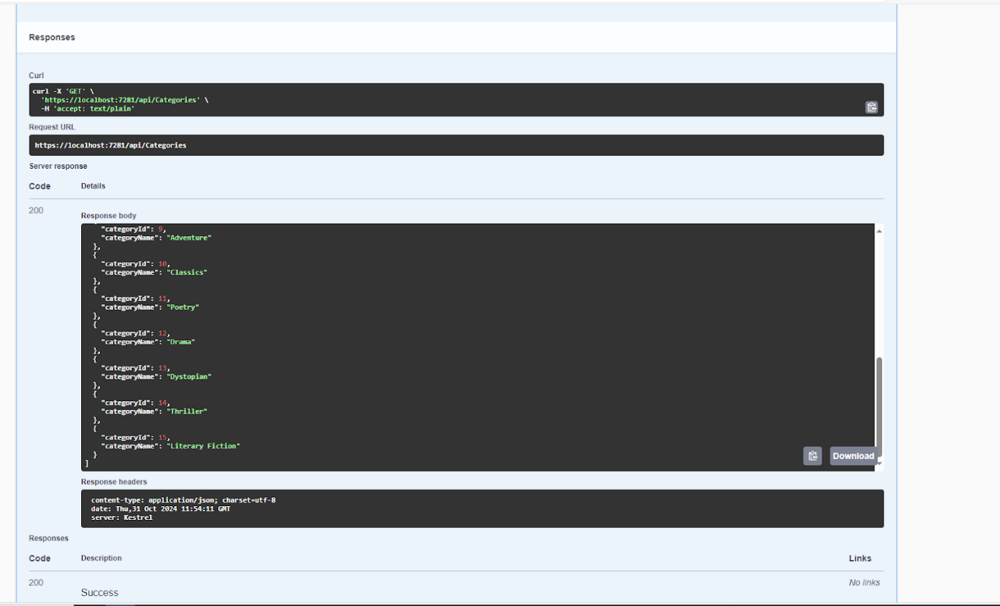 Responses
Curl
curl -X 'GET' \
'https://localhost:7281/api/Categories' \
-H 'accept: text/plain'
Request URL
https://localhost:7281/api/Categories
Server response
Code Details
200
Response body
"categoryId": 9,
"categoryName": "Adventure"
},
{
"categoryId": 10,
"categoryName": "Classics"
},
{
"categoryId": 11,
"categoryName": "Poetry"
},
{
"categoryId": 12,
"categoryName": "Drama"
},
{
"categoryId": 13,
"categoryName": "Dystopian"
},
{
"categoryId": 14,
"categoryName": "Thriller"
},
{
"categoryId": 15,
"categoryName": "Literary Fiction"
}
]
Download
Response headers
content-type: application/json; charset=utf-8
date: Thu,31 Oct 2024 11:54:11 GMT
server: Kestrel
Responses
Code Description Links
200 No links
Success